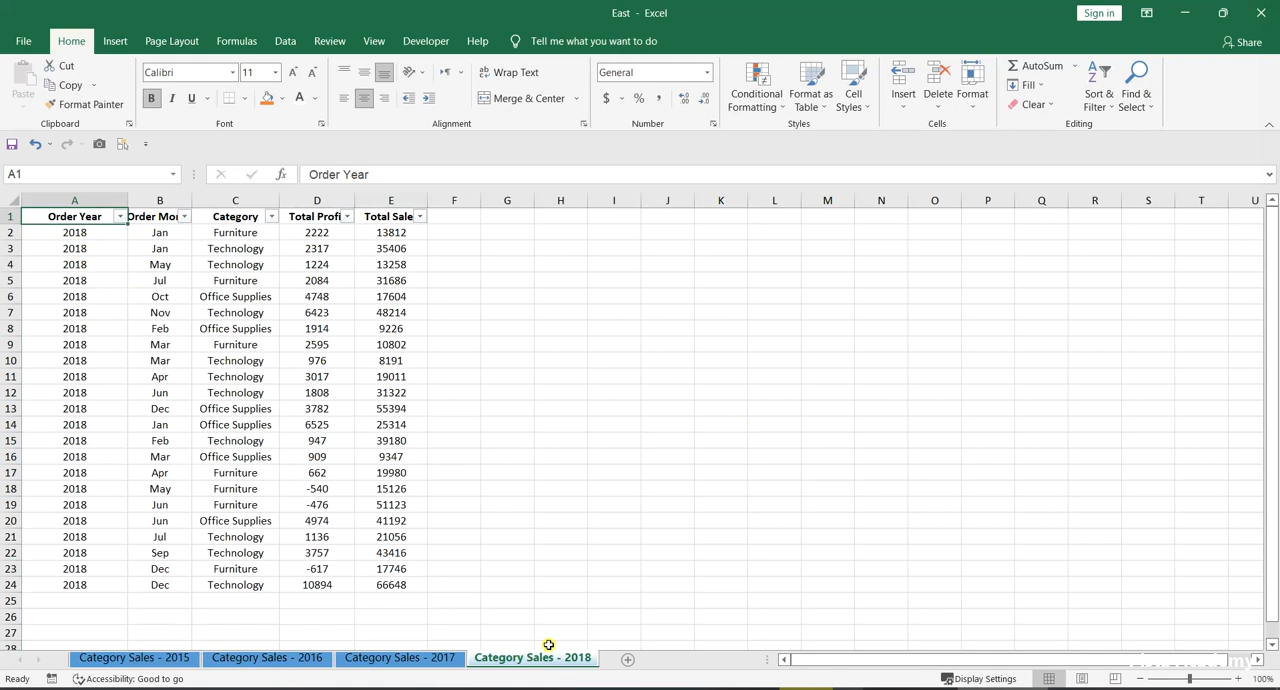 East - Excel
Sign in
File Home Insert Page Layout Formulas Data Review View Developer Help Tell me what you want to do Share
Paste Cut Copy Format Painter Clipboard
Calibri 11 B I U A Font
Wrap Text Merge & Center Alignment
General $ % , Number
Conditional Formatting Format as Table Cell Styles Styles
Insert Delete Format Cells
AutoSum Fill Clear Sort & Filter Find & Select Editing
A1 fx Order Year
A B C D E F G H I J K L M N O P Q R S T U
1 Order Year Order Mo Category Total Profi Total Sale
2 2018 Jan Furniture 2222 13812
3 2018 Jan Technology 2317 35406
4 2018 May Technology 1224 13258
5 2018 Jul Furniture 2084 31686
6 2018 Oct Office Supplies 4748 17604
7 2018 Nov Technology 6423 48214
8 2018 Feb Office Supplies 1914 9226
9 2018 Mar Furniture 2595 10802
10 2018 Mar Technology 976 8191
11 2018 Apr Technology 3017 19011
12 2018 Jun Technology 1808 31322
13 2018 Dec Office Supplies 3782 55394
14 2018 Jan Office Supplies 6525 25314
15 2018 Feb Technology 947 39180
16 2018 Mar Office Supplies 909 9347
17 2018 Apr Furniture 662 19980
18 2018 May Furniture -540 15126
19 2018 Jun Furniture -476 51123
20 2018 Jun Office Supplies 4974 41192
21 2018 Jul Technology 1136 21056
22 2018 Sep Technology 3757 43416
23 2018 Dec Furniture -617 17746
24 2018 Dec Technology 10894 66648
25
26
27
28
Category Sales - 2015 Category Sales - 2016 Category Sales - 2017 Category Sales - 2018
Ready Accessibility: Good to go Display Settings 100%